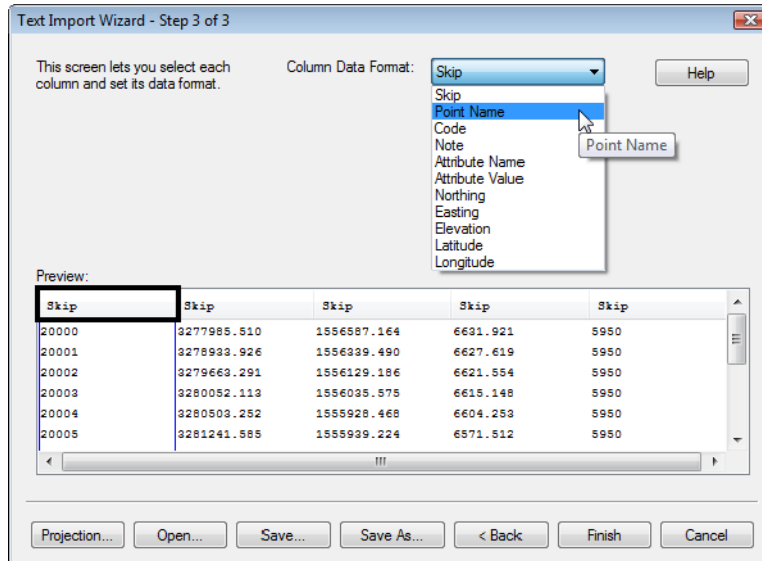 Text Import Wizard - Step 3 of 3
This screen lets you select each
column and set its data format.
Column Data Format:
Skip
Help
Skip
Point Name
Code
Note
Attribute Name
Attribute Value
Northing
Easting
Elevation
Latitude
Longitude
Point Name
Preview:
Skip Skip Skip Skip Skip
20000 3277985.510 1556587.164 6631.921 5950
20001 3278933.926 1556339.490 6627.619 5950
20002 3279663.291 1556129.186 6621.554 5950
20003 3280052.113 1556035.575 6615.148 5950
20004 3280503.252 1555928.468 6604.253 5950
20005 3281241.585 1555939.224 6571.512 5950
Projection... Open... Save... Save As... < Back Finish Cancel